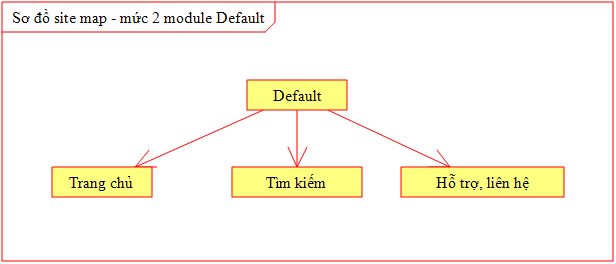 Sơ đồ site map - mức 2 module Default
Default
Trang chủ
Tìm kiếm
Hỗ trợ, liên hệ